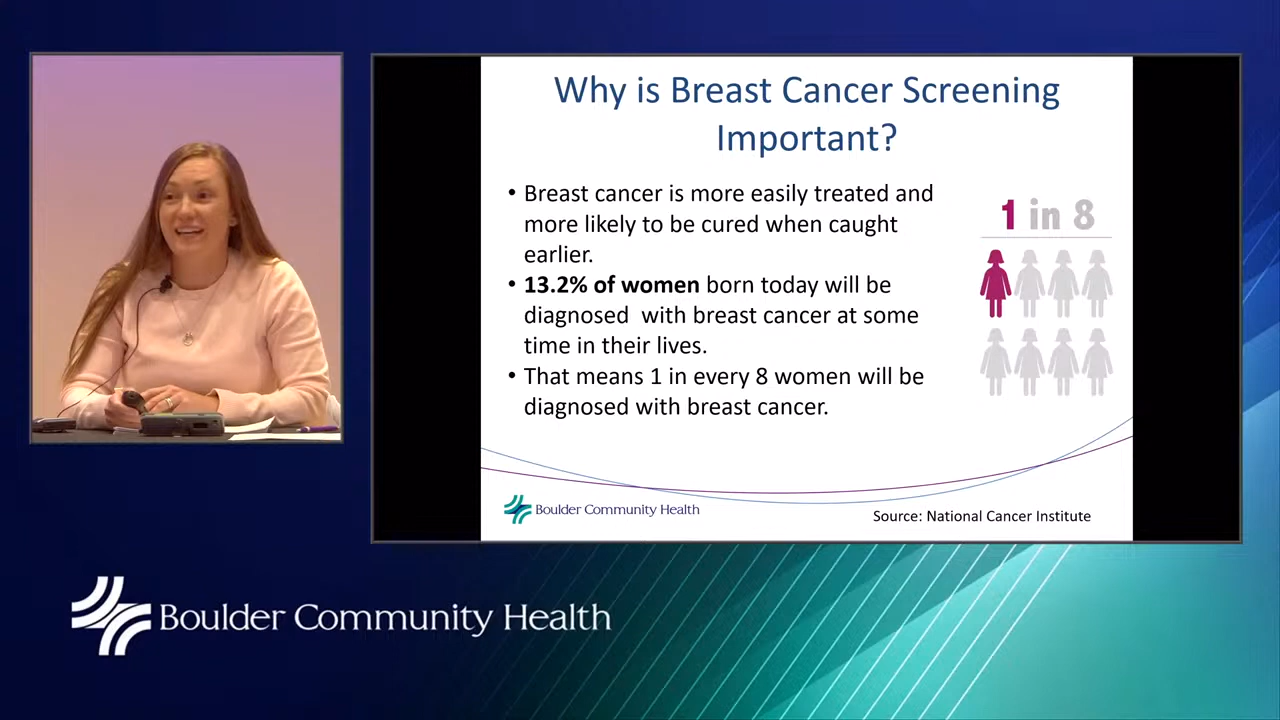 Why is Breast Cancer Screening
Important?
• Breast cancer is more easily treated and
more likely to be cured when caught
earlier.
• 13.2% of women born today will be
diagnosed  with breast cancer at some
time in their lives.
• That means 1 in every 8 women will be
diagnosed with breast cancer.
1 in 8
Boulder Community Health
Source: National Cancer Institute
Boulder Community Health